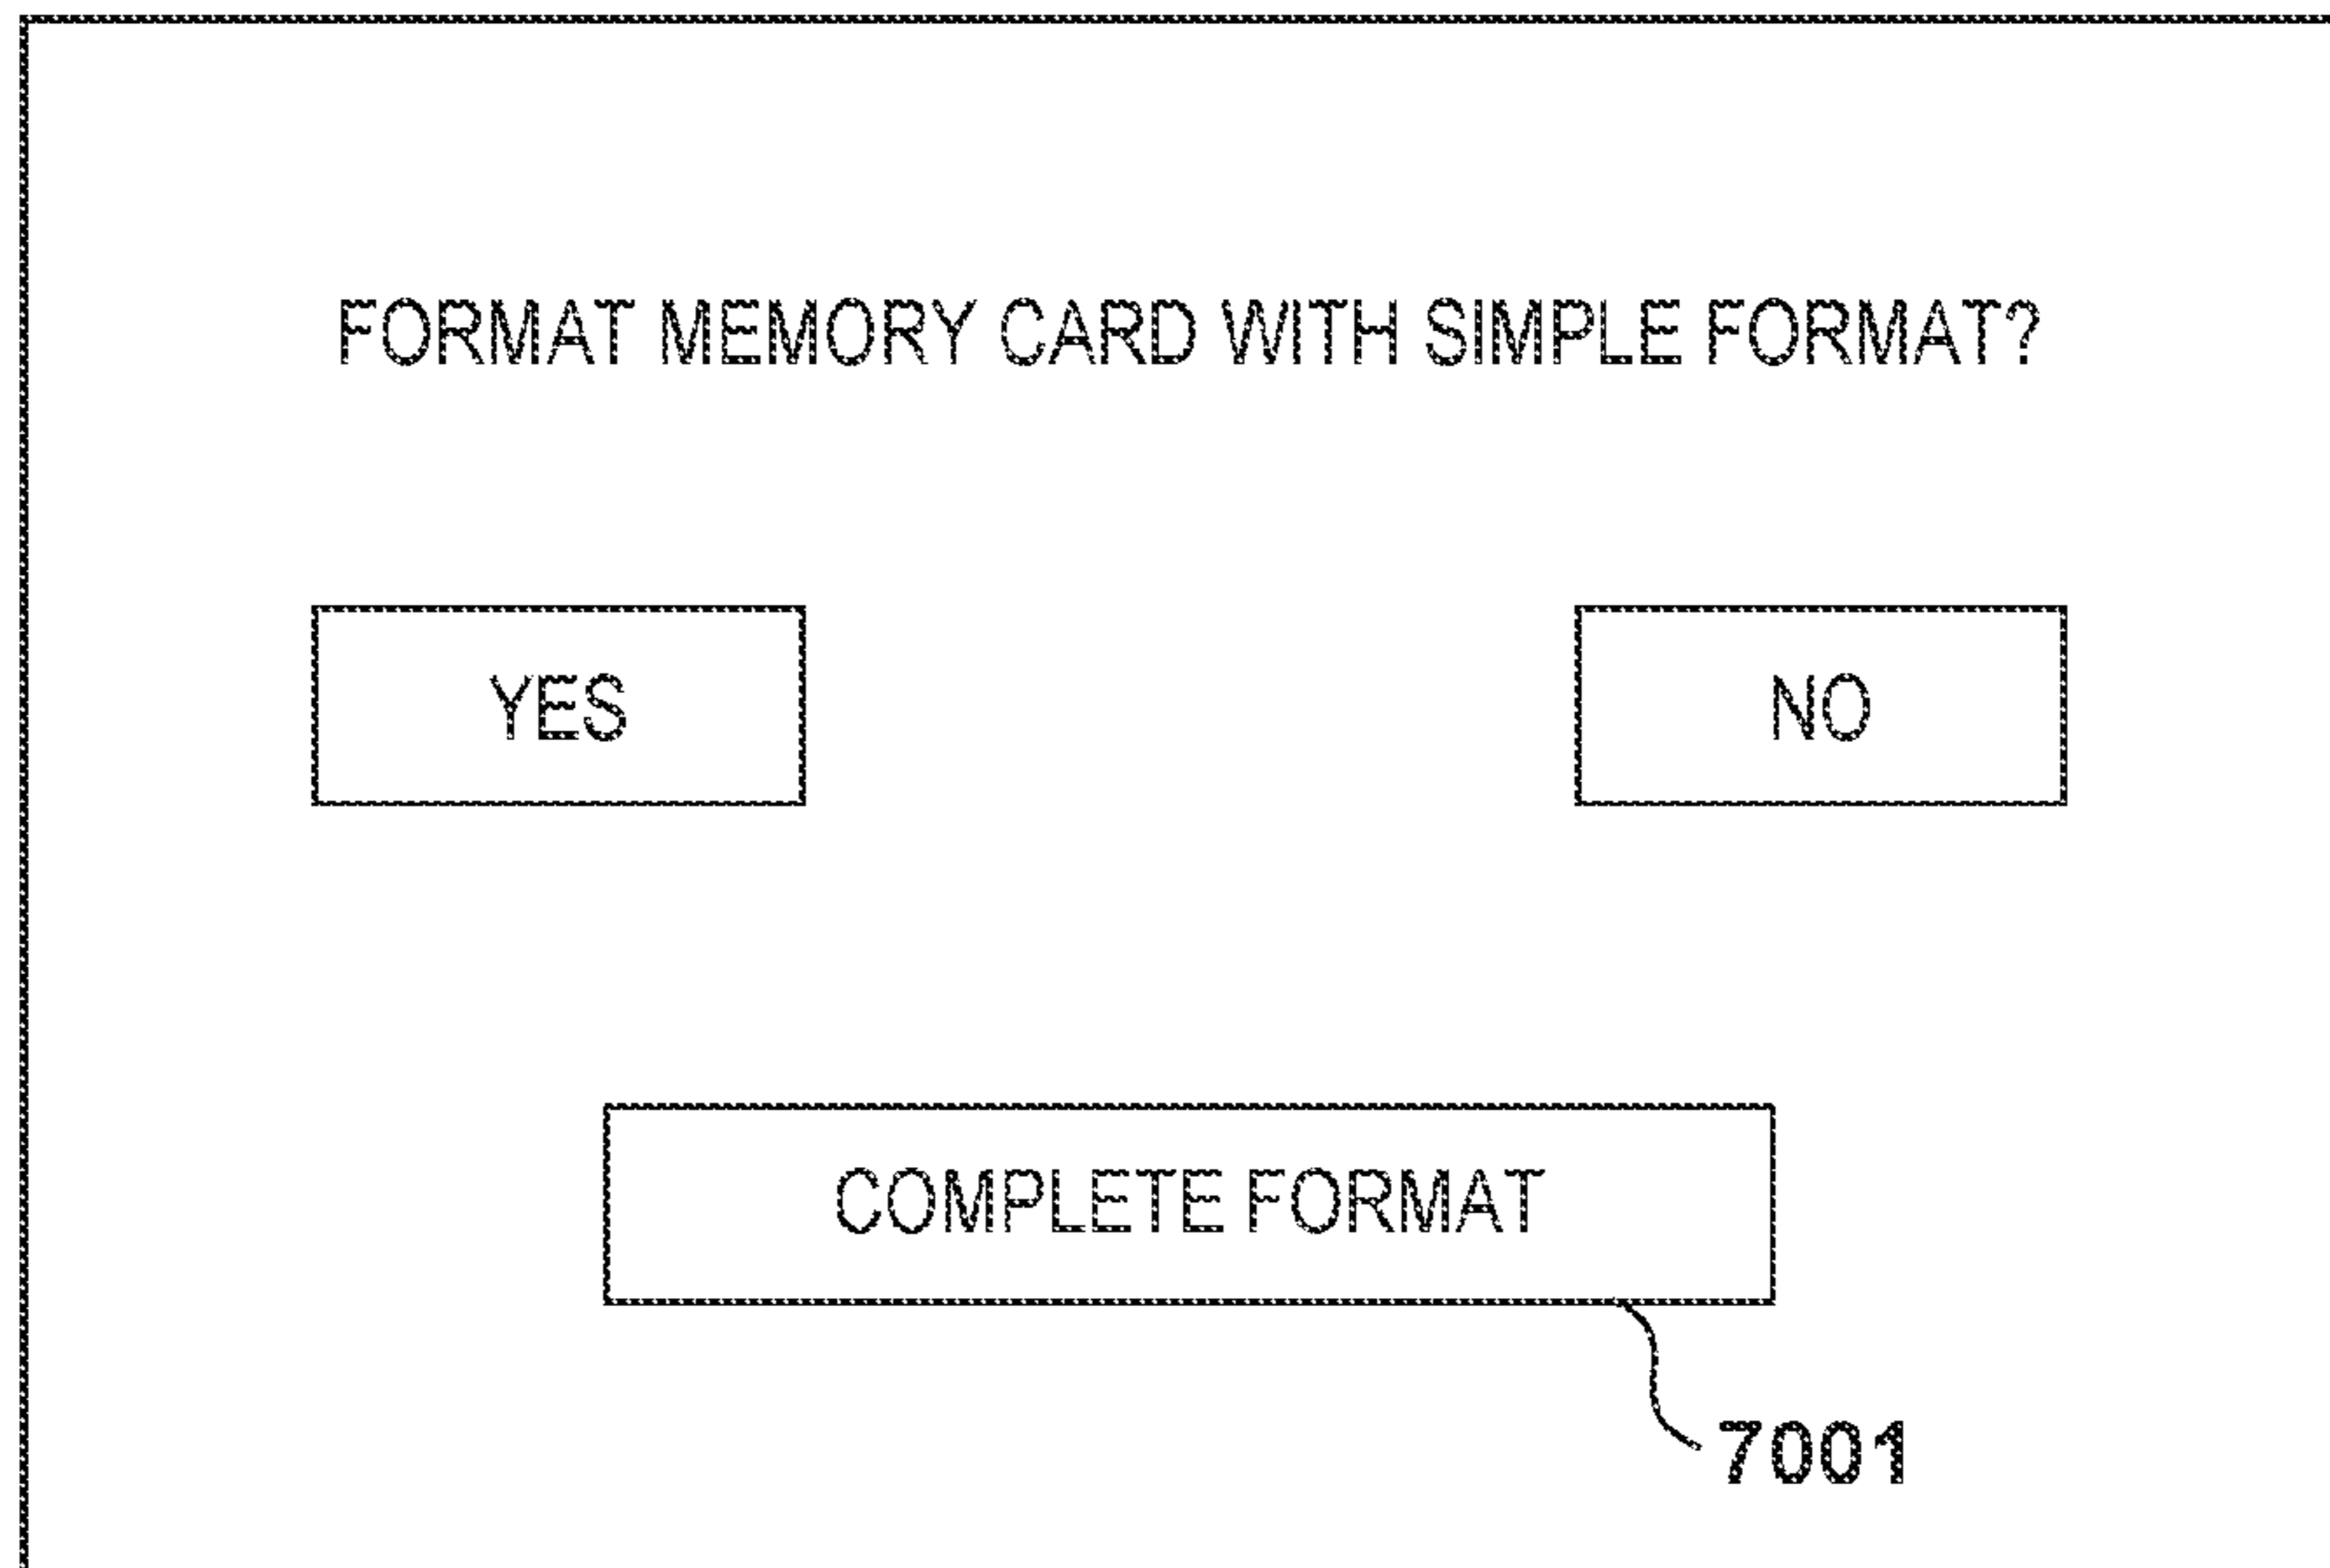 FORMAT MEMORY CARD WITH SIMPLE FORMAT?
YES
NO
COMPLETE FORMAT
7001